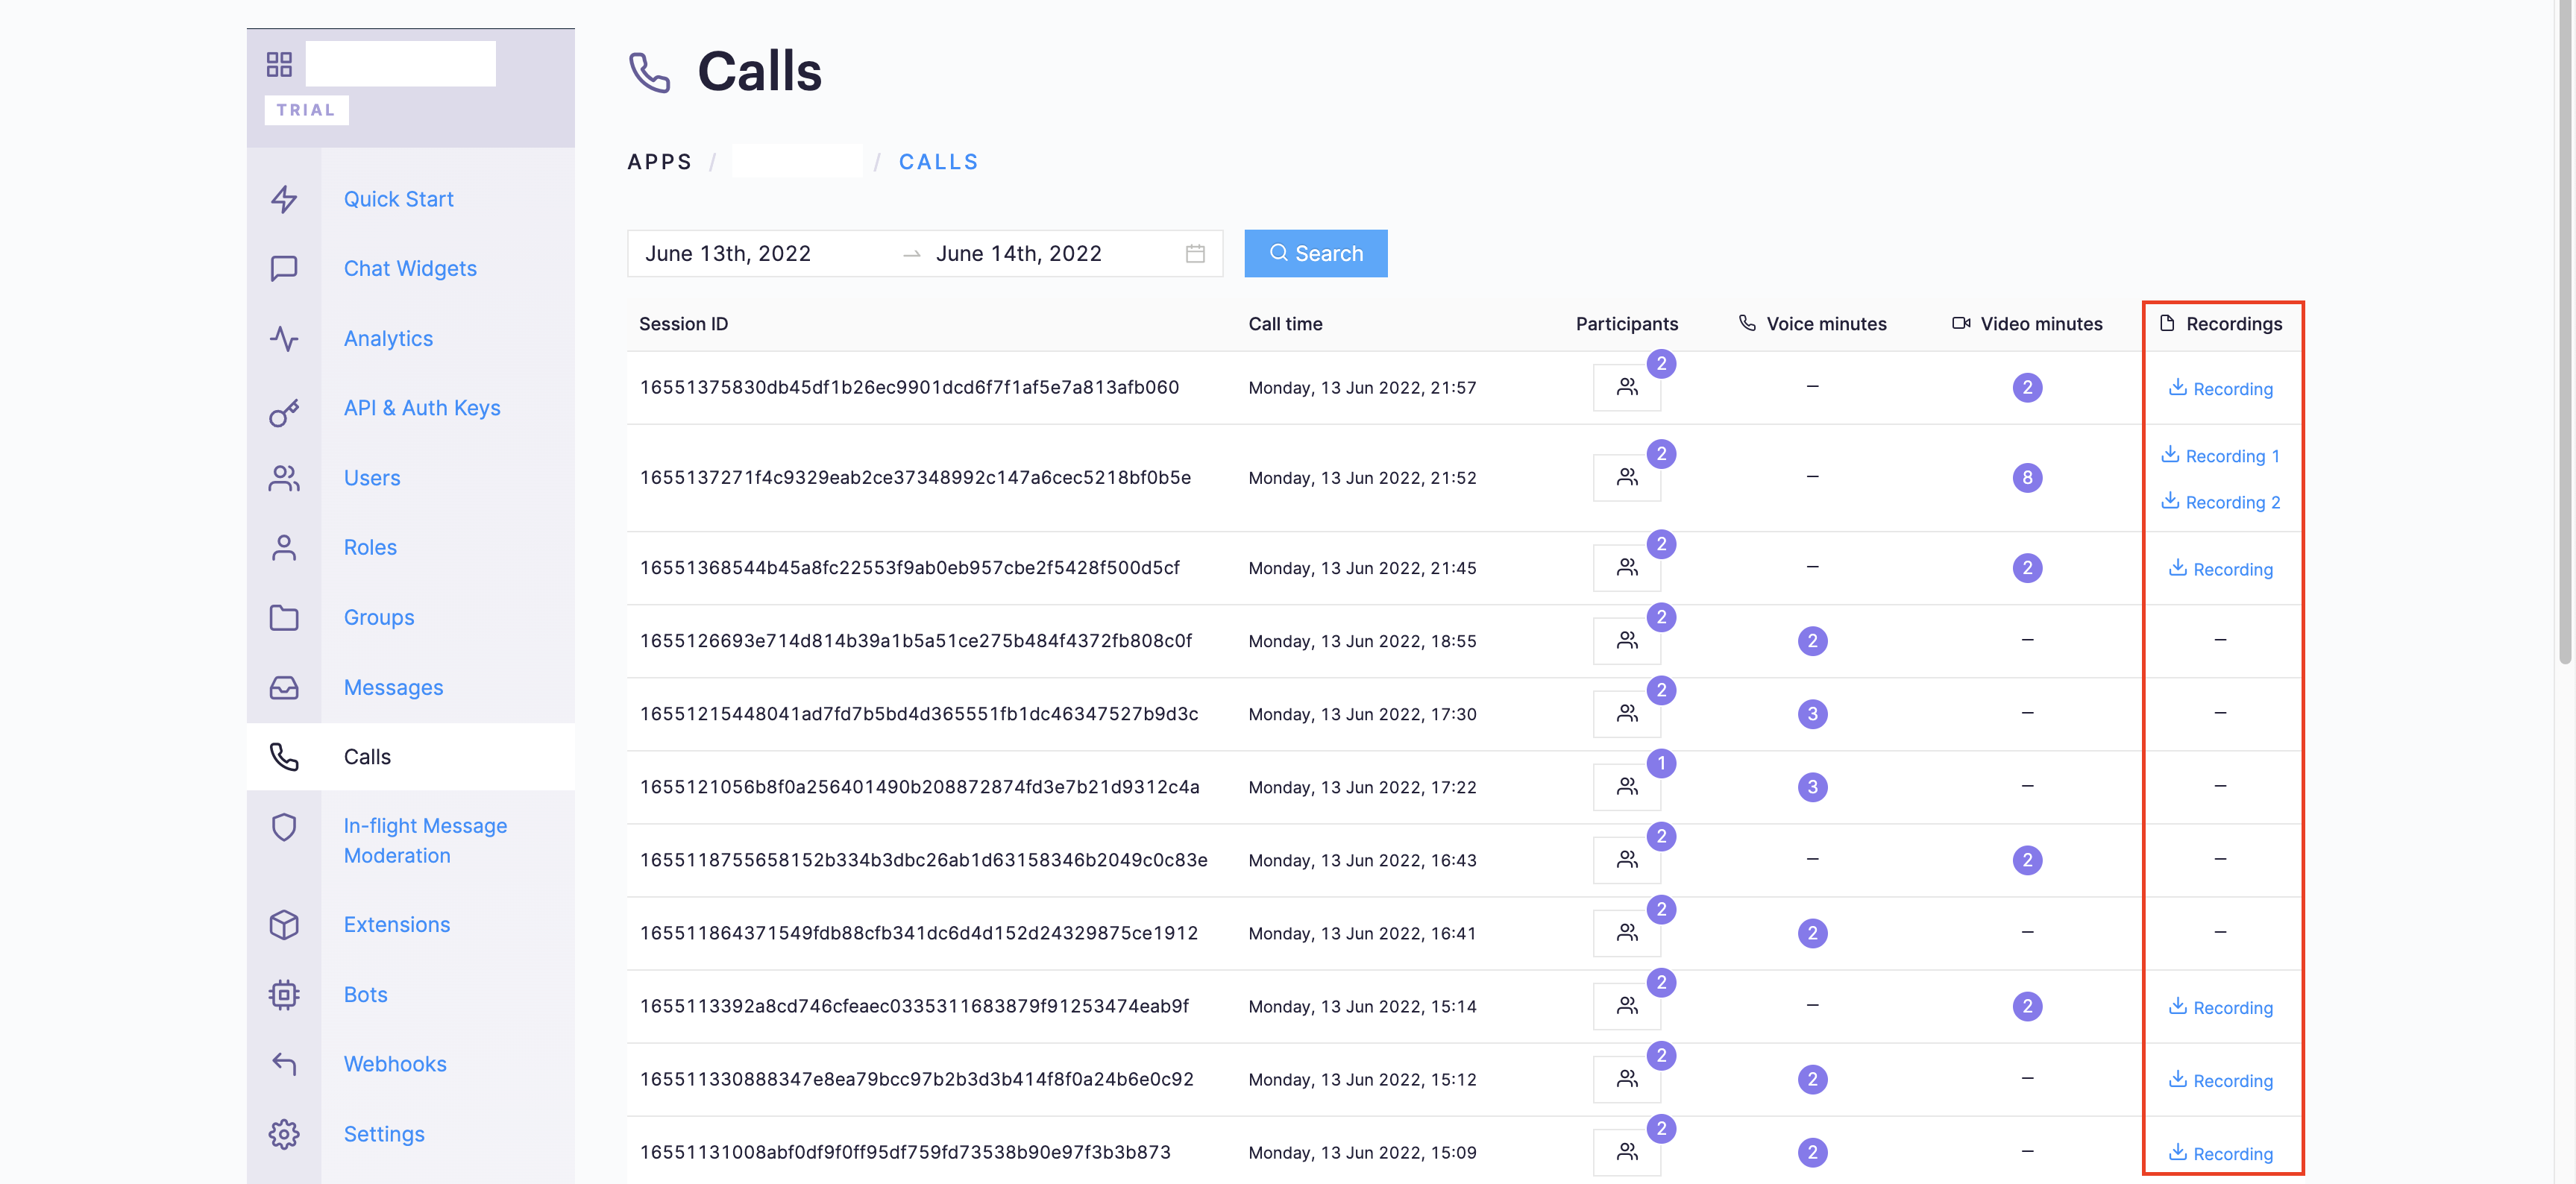 TRIAL
Quick Start
Chat Widgets
Analytics
API & Auth Keys
Users
Roles
Groups
Messages
Calls
In-flight Message
Moderation
Extensions
Bots
Webhooks
Settings
Calls
APPS / / CALLS
June 13th, 2022 → June 14th, 2022 Search
Session ID Call time Participants Voice minutes Video minutes Recordings
16551375830db45df1b26ec9901dcd6f7f1af5e7a813afb060 Monday, 13 Jun 2022, 21:57 2 – 2 Recording
1655137271f4c9329eab2ce37348992c147a6cec5218bf0b5e Monday, 13 Jun 2022, 21:52 2 – 8 Recording 1
Recording 2
16551368544b45a8fc22553f9ab0eb957cbe2f5428f500d5cf Monday, 13 Jun 2022, 21:45 2 – 2 Recording
1655126693e714d814b39a1b5a51ce275b484f4372fb808c0f Monday, 13 Jun 2022, 18:55 2 2 – –
16551215448041ad7fd7b5bd4d365551fb1dc46347527b9d3c Monday, 13 Jun 2022, 17:30 2 3 – –
1655121056b8f0a256401490b208872874fd3e7b21d9312c4a Monday, 13 Jun 2022, 17:22 1 3 – –
1655118755658152b334b3dbc26ab1d63158346b2049c0c83e Monday, 13 Jun 2022, 16:43 2 – 2 –
165511864371549fdb88cfb341dc6d4d152d24329875ce1912 Monday, 13 Jun 2022, 16:41 2 2 – –
1655113392a8cd746cfeaec0335311683879f91253474eab9f Monday, 13 Jun 2022, 15:14 2 – 2 Recording
165511330888347e8ea79bcc97b2b3d3b414f8f0a24b6e0c92 Monday, 13 Jun 2022, 15:12 2 2 – Recording
16551131008abf0df9f0ff95df759fd73538b90e97f3b3b873 Monday, 13 Jun 2022, 15:09 2 2 – Recording